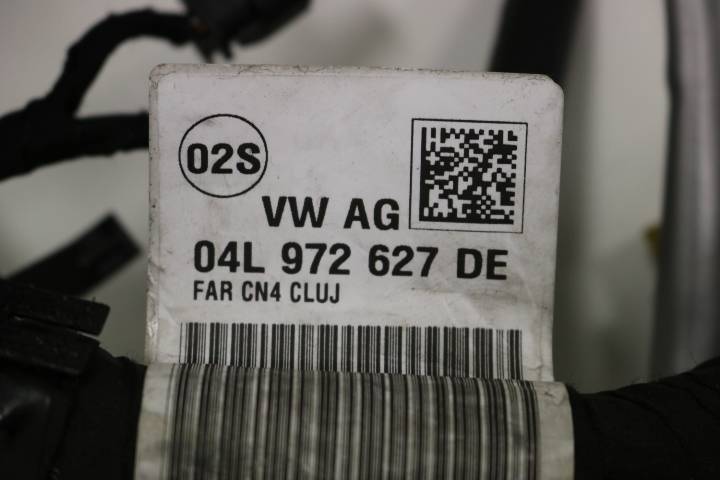 02S
VW AG
04L 972 627 DE
FAR CN4 CLUJ